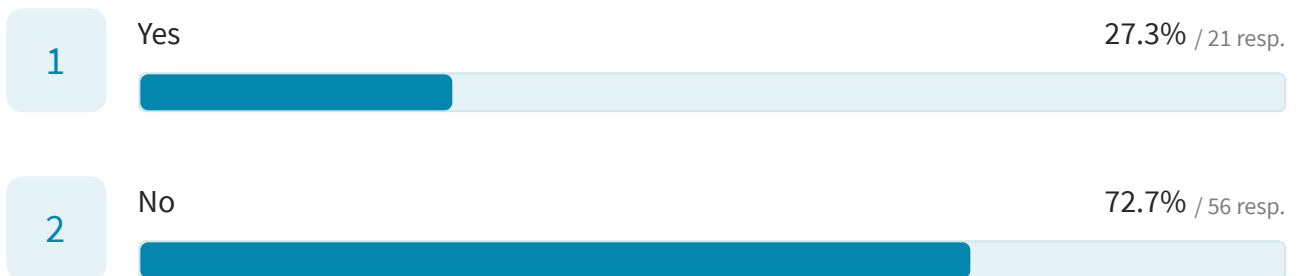 1
Yes 27.3% / 21 resp.
2
No 72.7% / 56 resp.